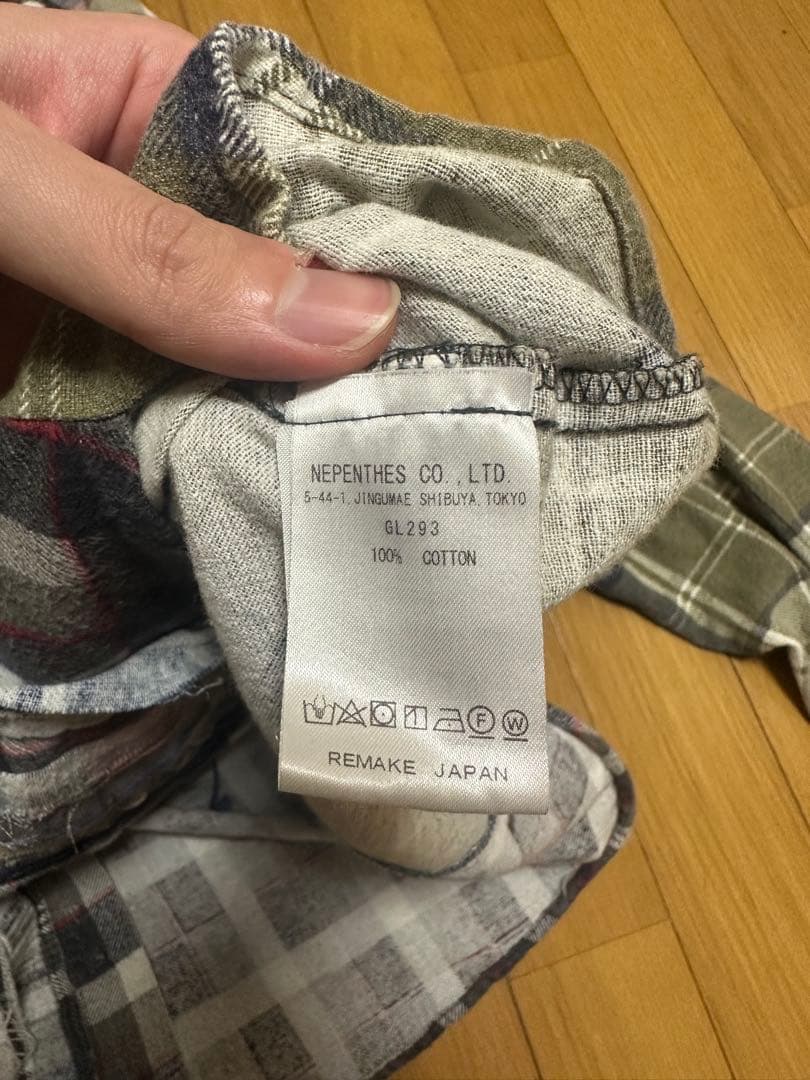 NEPENTHES CO.,LTD.
5-44-1, JINGUMAE SHIBUYA, TOKYO
GL293
100% COTTON
F W
REMAKE JAPAN